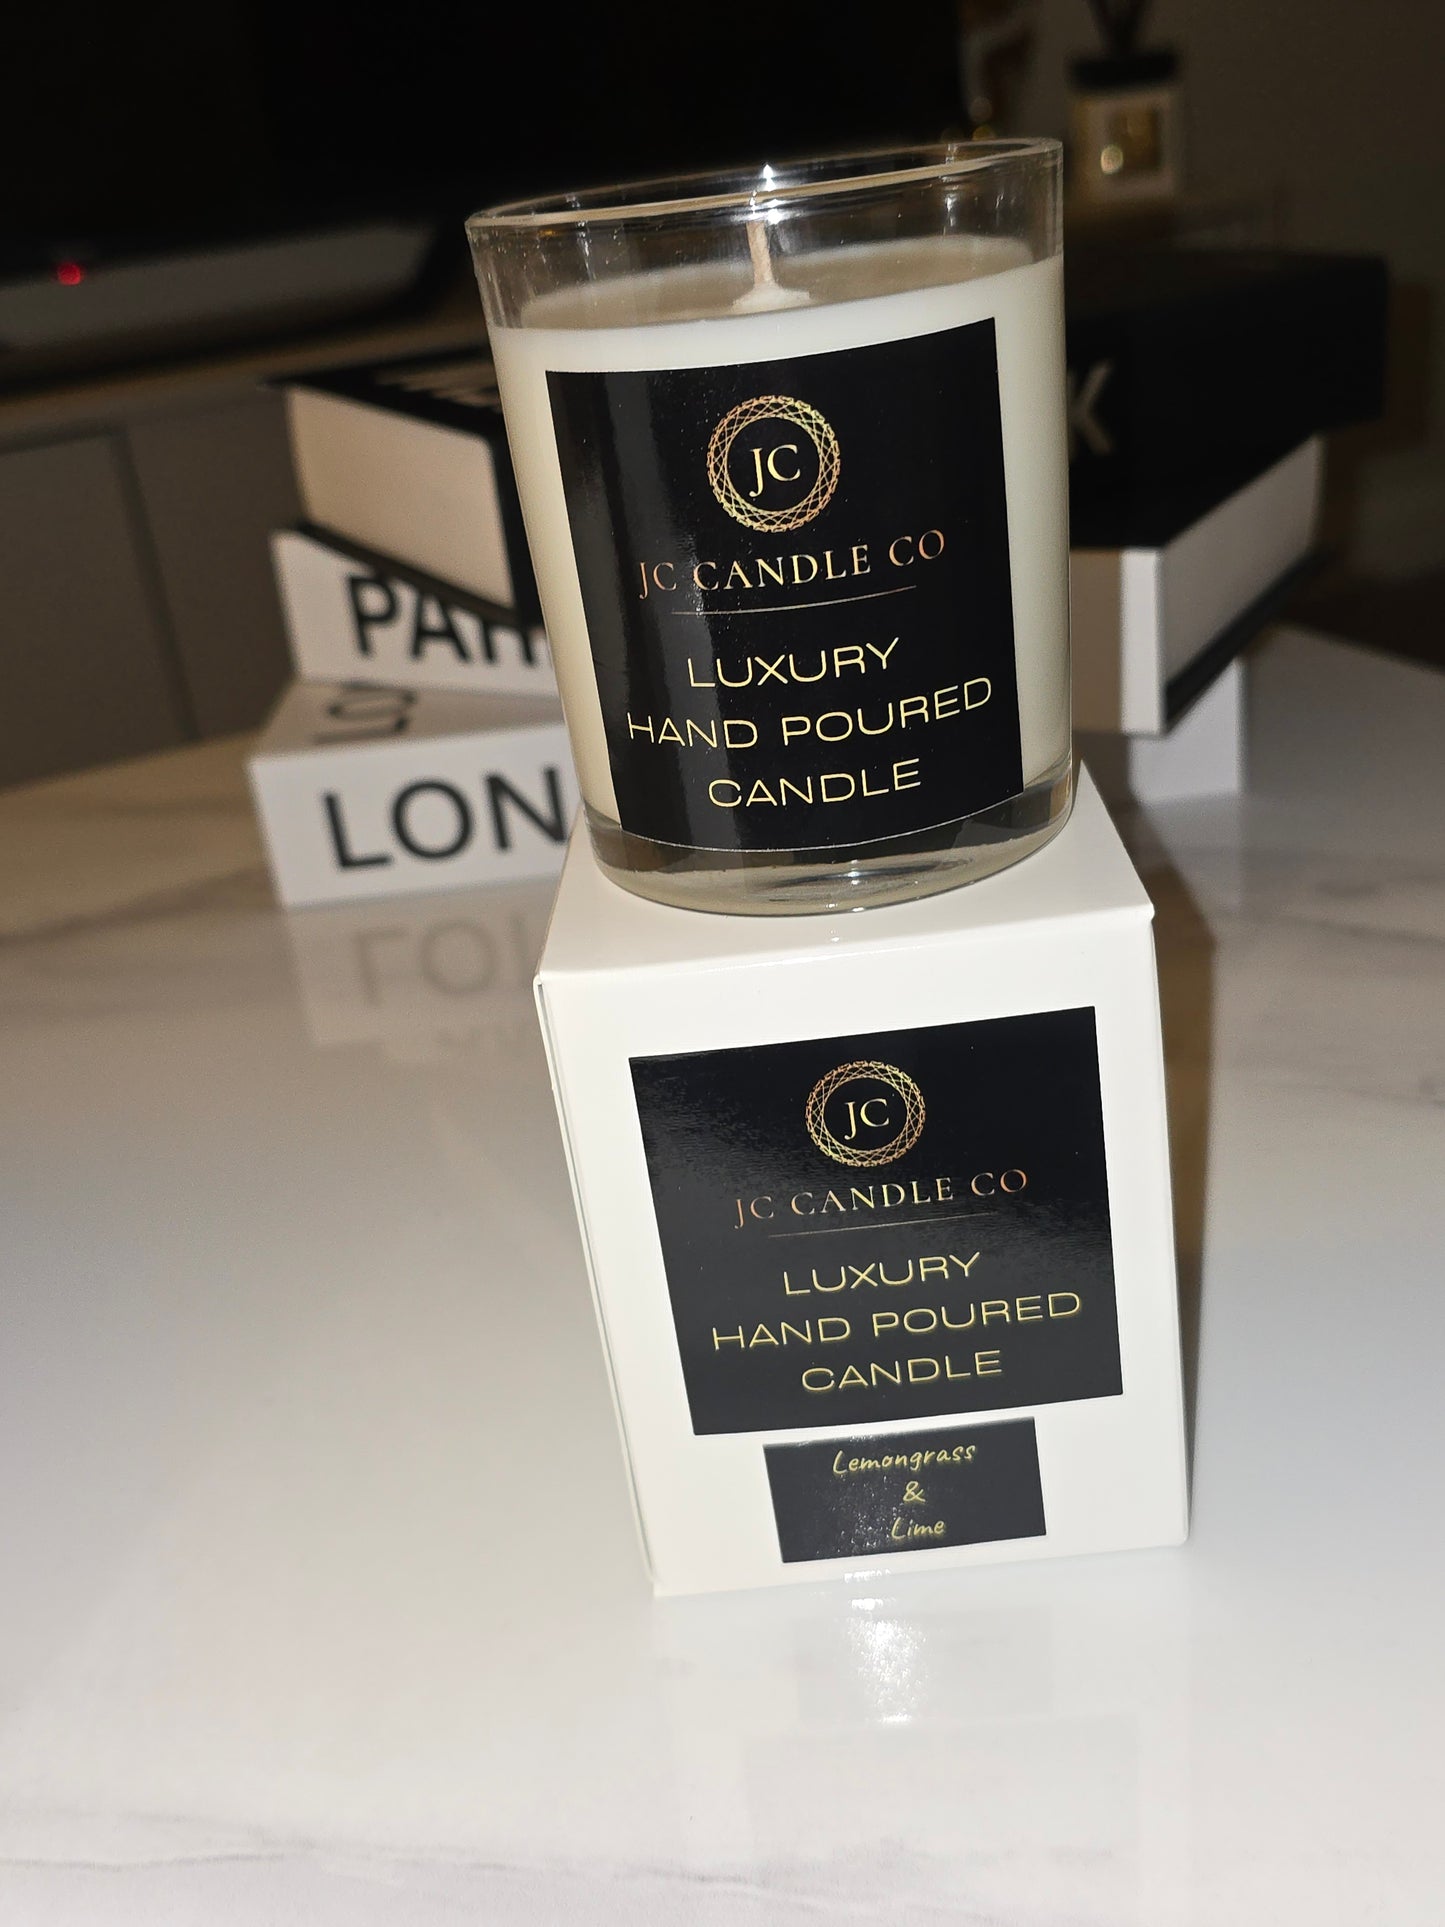 JC
JC CANDLE CO
LUXURY
HAND POURED
CANDLE
JC
JC CANDLE CO
LUXURY
HAND POURED
CANDLE
Lemongrass
&
Lime
K
LON